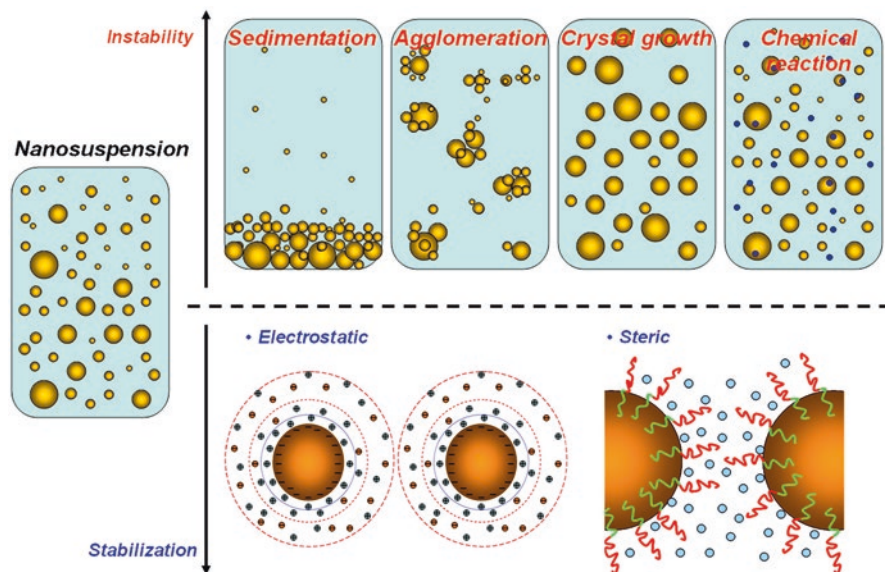 Instability
Sedimentation
Agglomeration
Crystal growth
Chemical
reaction
Nanosuspension
• Electrostatic
• Steric
Stabilization